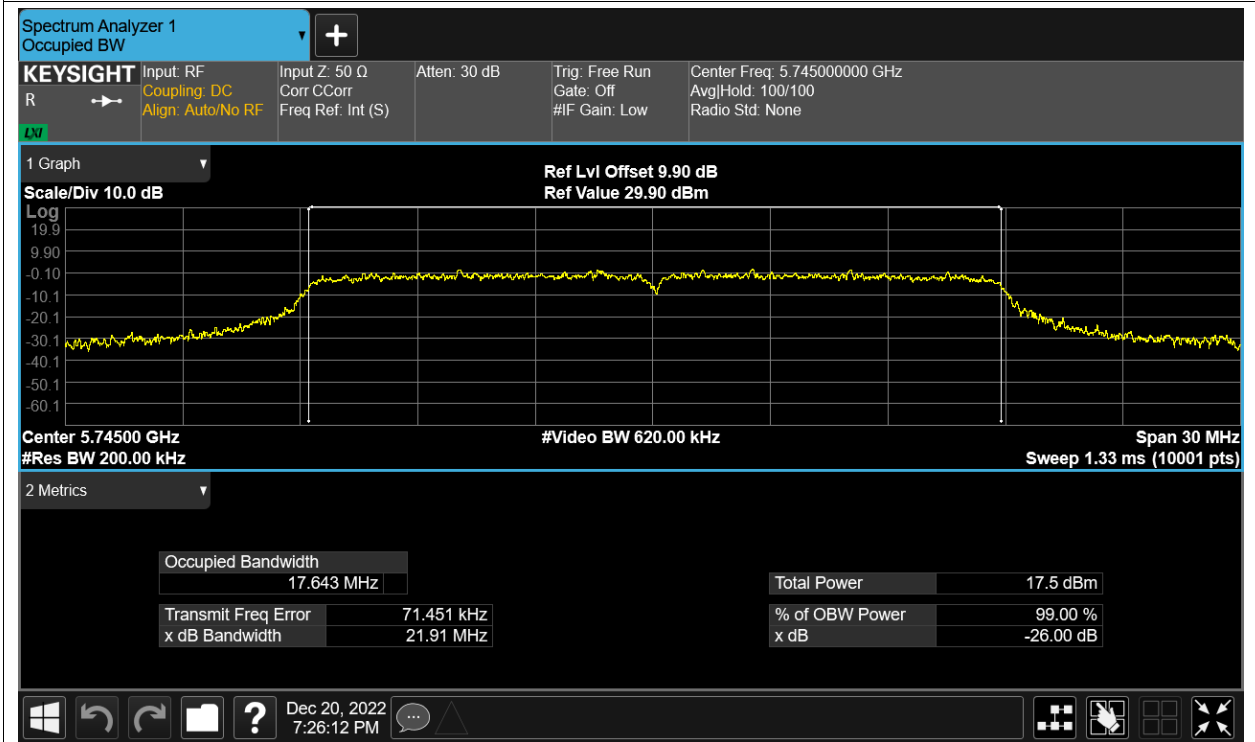 Spectrum Analyzer 1
Occupied BW
KEYSIGHT
R
LXI
Input: RF
Coupling: DC
Align: Auto/No RF
Input Z: 50 Ω
Corr CCorr
Freq Ref: Int (S)
Atten: 30 dB
Trig: Free Run
Gate: Off
#IF Gain: Low
Center Freq: 5.745000000 GHz
Avg|Hold: 100/100
Radio Std: None
1 Graph
Scale/Div 10.0 dB
Ref Lvl Offset 9.90 dB
Ref Value 29.90 dBm
Log
19.9
9.90
-0.10
-10.1
-20.1
-30.1
-40.1
-50.1
-60.1
Center 5.74500 GHz
#Video BW 620.00 kHz
Span 30 MHz
#Res BW 200.00 kHz
Sweep 1.33 ms (10001 pts)
2 Metrics
Occupied Bandwidth
17.643 MHz
Transmit Freq Error 71.451 kHz
x dB Bandwidth 21.91 MHz
Total Power 17.5 dBm
% of OBW Power 99.00 %
x dB -26.00 dB
?
Dec 20, 2022
7:26:12 PM